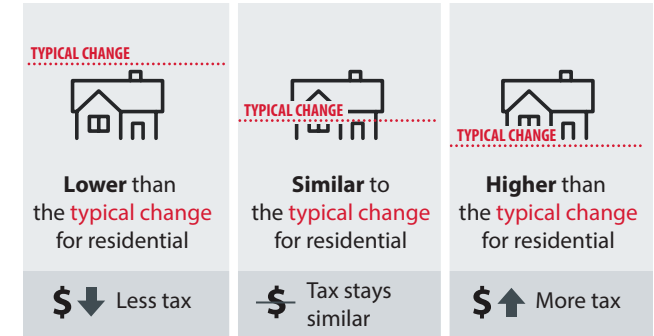 TYPICAL CHANGE
Lower than
the typical change
for residential
$ Less tax
TYPICAL CHANGE
Similar to
the typical change
for residential
$ Tax stays
similar
TYPICAL CHANGE
Higher than
the typical change
for residential
$ More tax